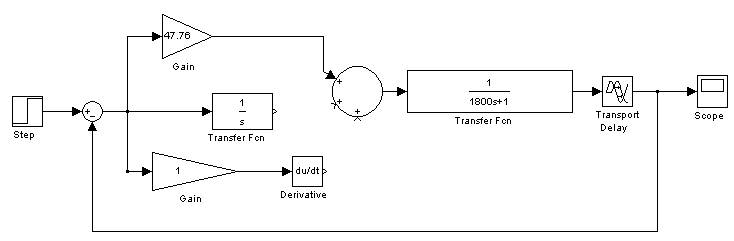 47.76
Gain
Step
+
−
1
s
Transfer Fcn
+
+
+
1
1800s+1
Transfer Fcn
Transport
Delay
Scope
1
Gain
du/dt
Derivative